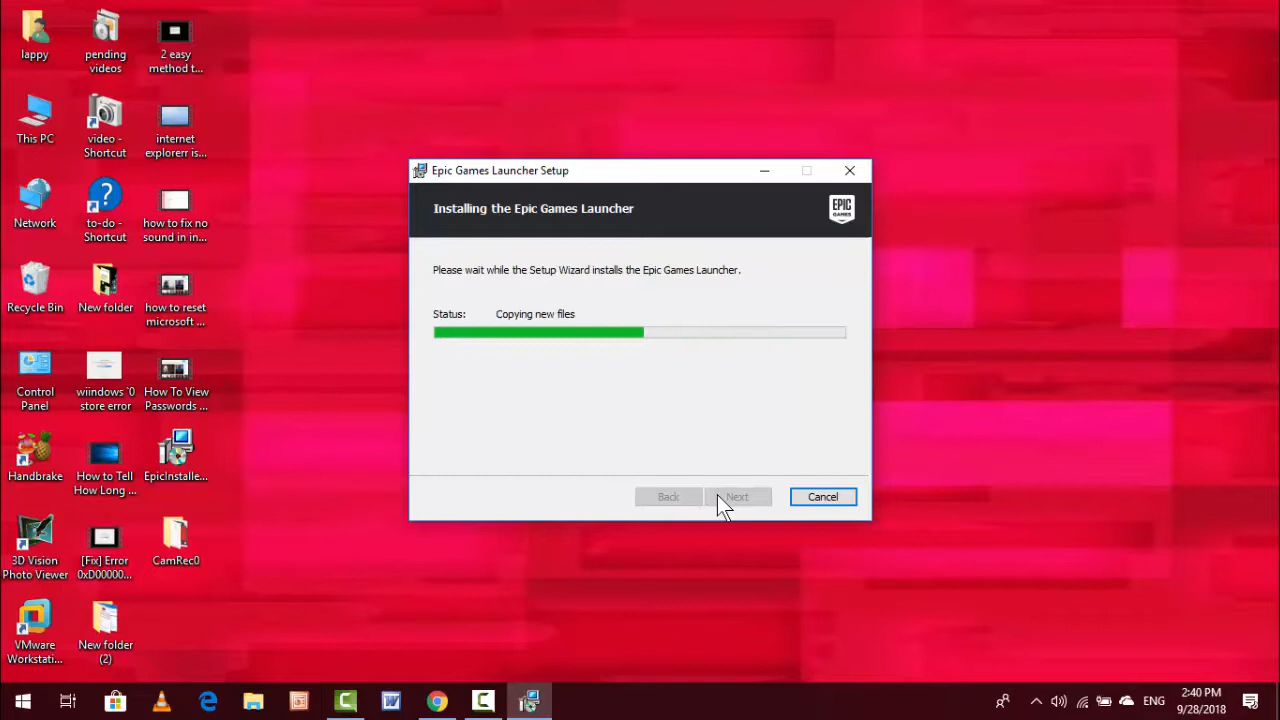 lappy
pending
videos
2 easy
method t...
This PC
video -
Shortcut
internet
explorerr is...
Network
to-do -
Shortcut
how to fix no
sound in in...
Recycle Bin
New folder
how to reset
microsoft ...
Control
Panel
wiindows `0
store error
How To View
Passwords ...
Handbrake
How to Tell
How Long ...
EpicInstalle...
3D Vision
Photo Viewer
[Fix] Error
0xD00000...
CamRec0
VMware
Workstati...
New folder
(2)
Epic Games Launcher Setup
Installing the Epic Games Launcher
EPIC
GAMES
Please wait while the Setup Wizard installs the Epic Games Launcher.
Status: Copying new files
Back
Next
Cancel
ENG
2:40 PM
9/28/2018